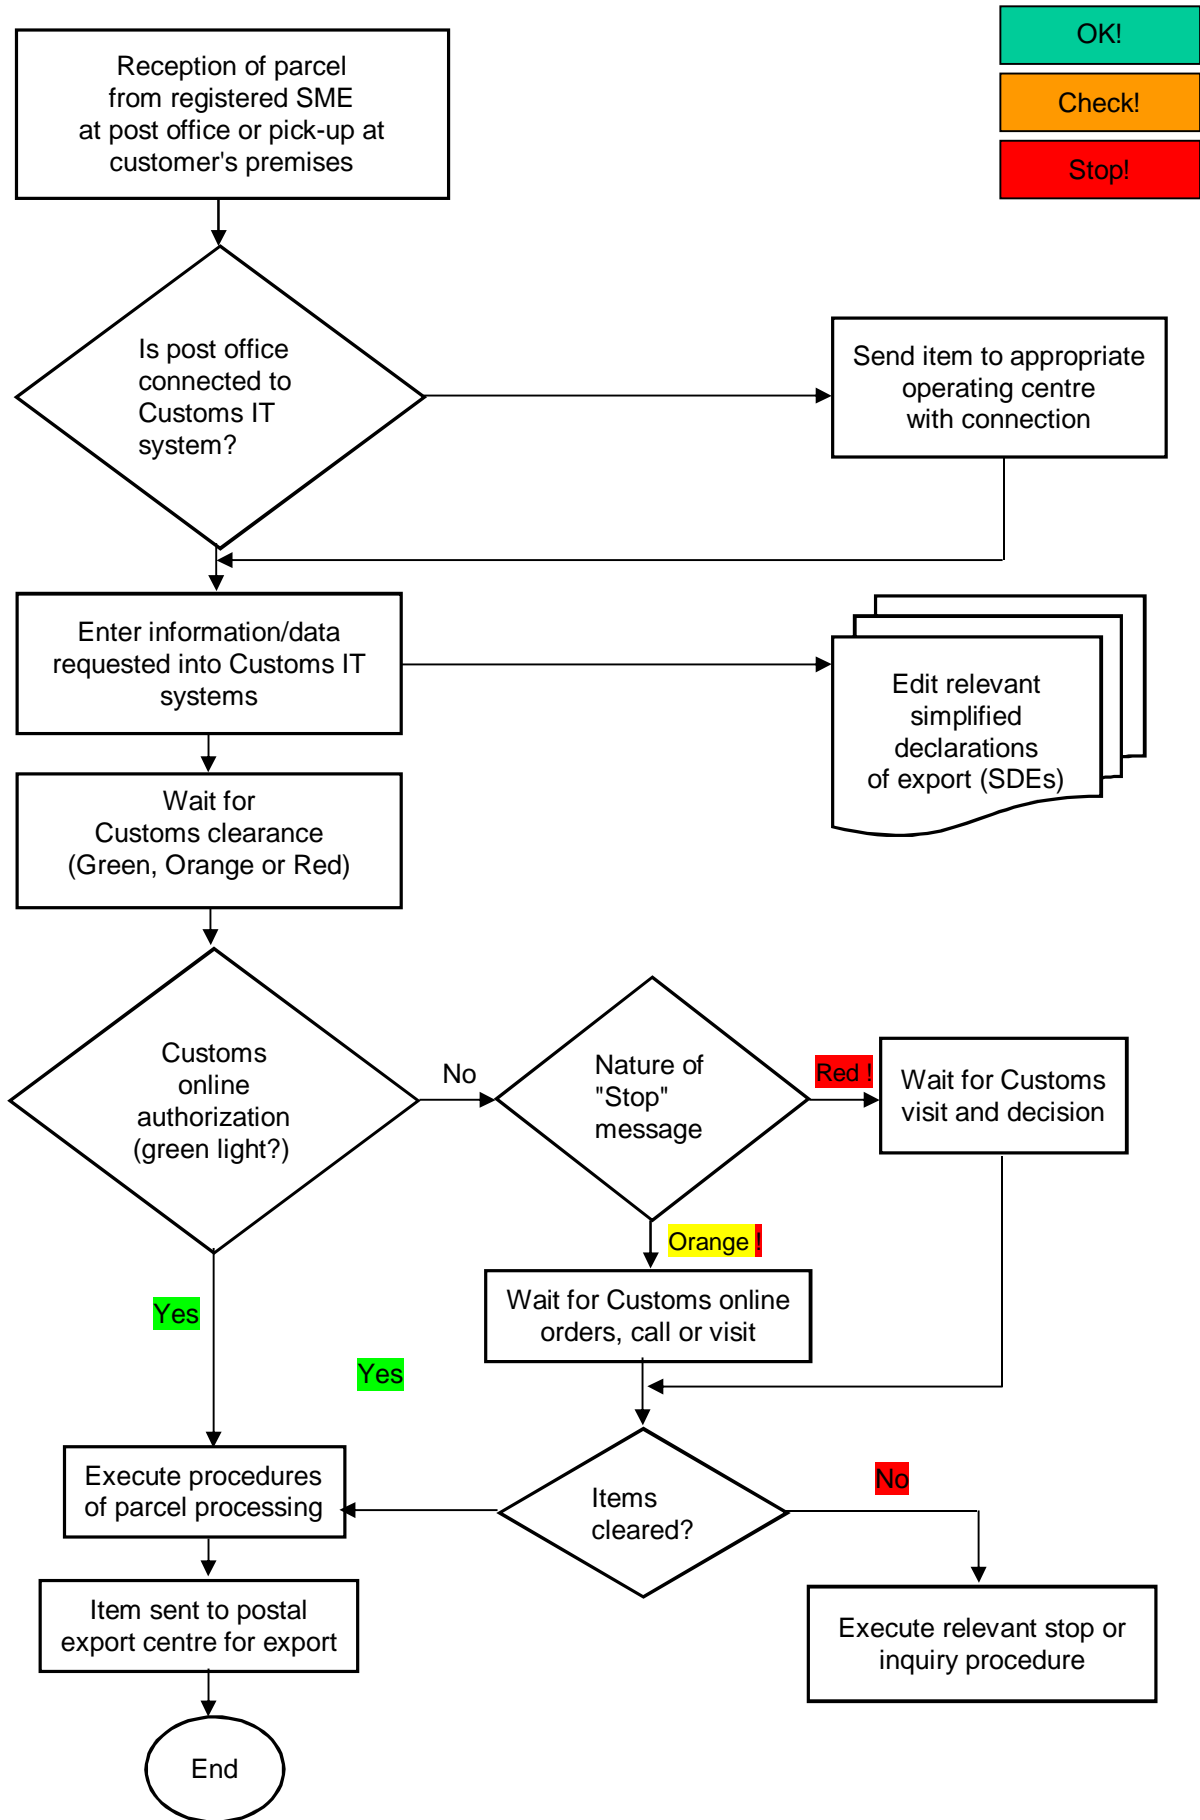 OK!
Check!
Stop!
Reception of parcel
from registered SME
at post office or pick-up at
customer's premises
Is post office
connected to
Customs IT
system?
Send item to appropriate
operating centre
with connection
Enter information/data
requested into Customs IT
systems
Edit relevant
simplified
declarations
of export (SDEs)
Wait for
Customs clearance
(Green, Orange or Red)
Customs
online
authorization
(green light?)
No
Nature of
"Stop"
message
Red !
Wait for Customs
visit and decision
Orange !
Yes
Wait for Customs online
orders, call or visit
Yes
Execute procedures
of parcel processing
Items
cleared?
No
Item sent to postal
export centre for export
Execute relevant stop or
inquiry procedure
End